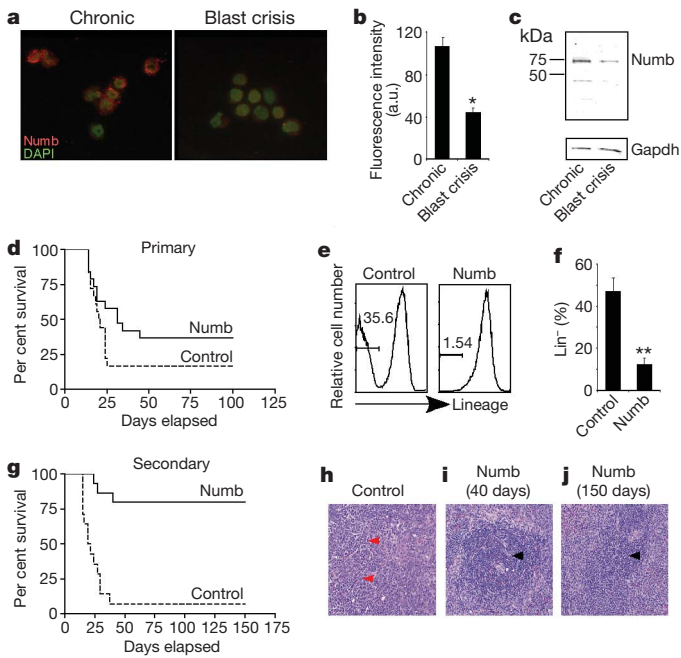 a
Chronic
Blast crisis
Numb
DAPI
b
Fluorescence intensity
(a.u.)
120
80
40
0
*
Chronic
Blast crisis
c
kDa
75
50
Numb
Gapdh
Chronic
Blast crisis
d
Primary
Per cent survival
100
75
50
25
0
Numb
Control
0 25 50 75 100 125
Days elapsed
e
Control
Numb
Relative cell number
35.6
1.54
Lineage
f
Lin⁻ (%)
60
40
20
0
**
Control
Numb
g
Secondary
Per cent survival
100
75
50
25
0
Numb
Control
0 25 50 75 100 125 150 175
Days elapsed
h
Control
i
Numb
(40 days)
j
Numb
(150 days)